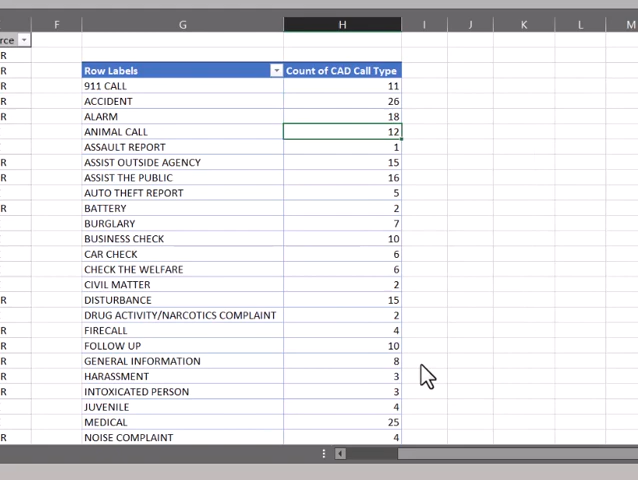 F G H I J K L M
rce
R
R Row Labels Count of CAD Call Type
R 911 CALL 11
R ACCIDENT 26
R ALARM 18
ANIMAL CALL 12
ASSAULT REPORT 1
R ASSIST OUTSIDE AGENCY 15
R ASSIST THE PUBLIC 16
AUTO THEFT REPORT 5
R BATTERY 2
BURGLARY 7
R BUSINESS CHECK 10
CAR CHECK 6
R CHECK THE WELFARE 6
CIVIL MATTER 2
R DISTURBANCE 15
DRUG ACTIVITY/NARCOTICS COMPLAINT 2
R FIRECALL 4
R FOLLOW UP 10
R GENERAL INFORMATION 8
R HARASSMENT 3
R INTOXICATED PERSON 3
JUVENILE 4
MEDICAL 25
R NOISE COMPLAINT 4